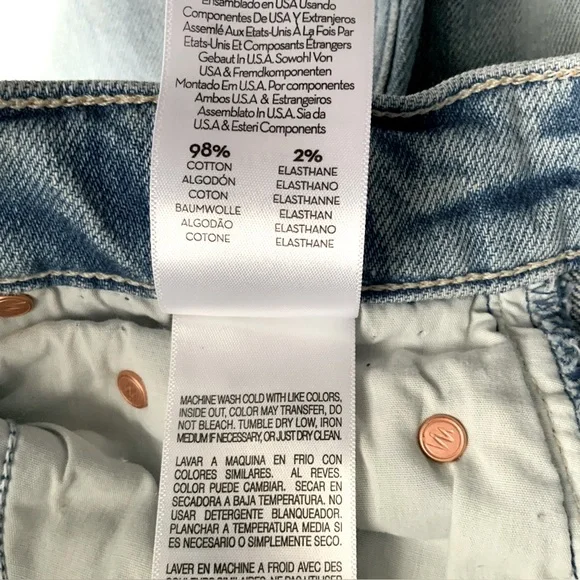 Ensamblado en USA Usando
Componentes De USA Y Extranjeros
Assemlé Aux Etats-Unis À La Fois Par
Etats-Unis Et Composants Étrangers
Gebaut In U.S.A. Sowohl Von
USA & Fremdkomponenten
Montado Em U.S.A. Por componentes
Ambos U.S.A & Estrangeiros
Assemblato In U.S.A. Sia da
U.S.A & Esteri Components
98%
COTTON
ALGODÓN
COTON
BAUMWOLLE
ALGODÃO
COTONE
2%
ELASTHANE
ELASTHANO
ELASTHANNE
ELASTHAN
ELASTHANO
ELASTHANE
MACHINE WASH COLD WITH LIKE COLORS,
INSIDE OUT, COLOR MAY TRANSFER, DO
NOT BLEACH. TUMBLE DRY LOW, IRON
MEDIUM IF NECESSARY, OR JUST DRY CLEAN.
LAVAR A MAQUINA EN FRIO CON
COLORES SIMILARES. AL REVES.
COLOR PUEDE CAMBIAR. SECAR EN
SECADORA A BAJA TEMPERATURA. NO
USAR DETERGENTE BLANQUEADOR.
PLANCHAR A TEMPERATURA MEDIA SI
ES NECESARIO O SIMPLEMENTE SECO.
LAVER EN MACHINE A FROID AVEC DES